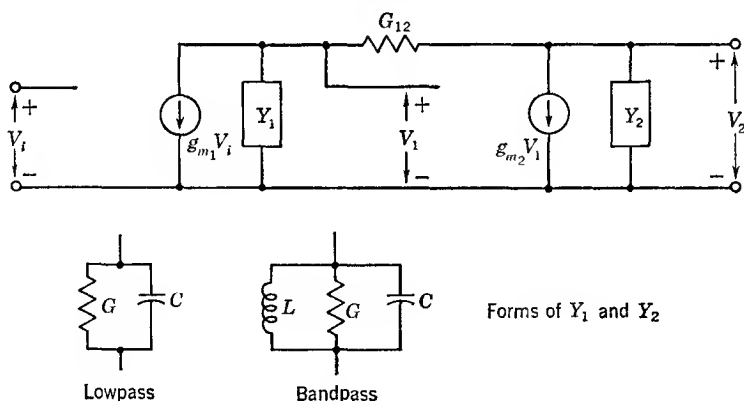 G₁₂
+ + +
Vᵢ Y₁ V₁ Y₂ V₂
gₘ₁Vᵢ gₘ₂V₁
− − −
G C L G C Forms of Y₁ and Y₂
Lowpass Bandpass